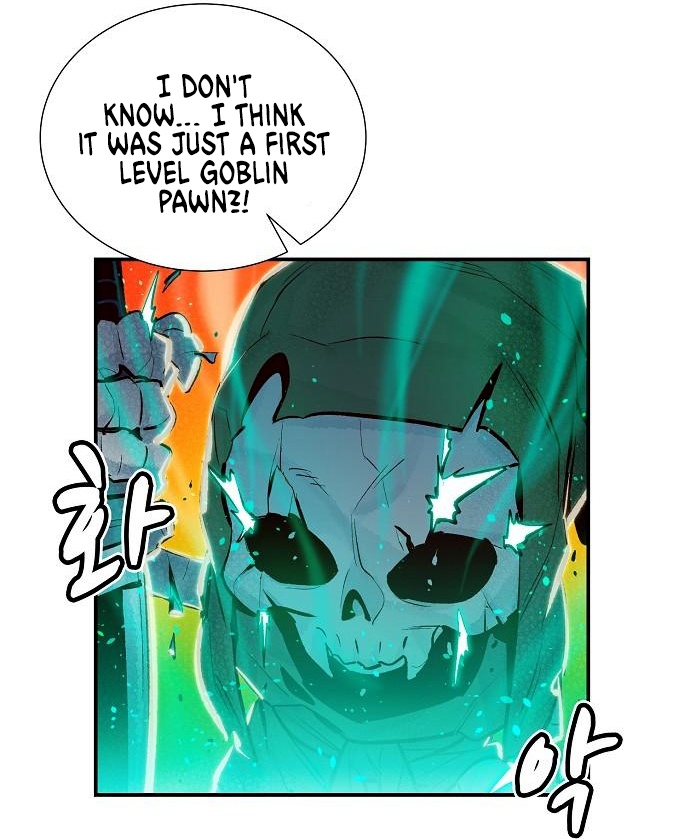 I DON'T
KNOW... I THINK
IT WAS JUST A FIRST
LEVEL GOBLIN
PAWN?!
화
악